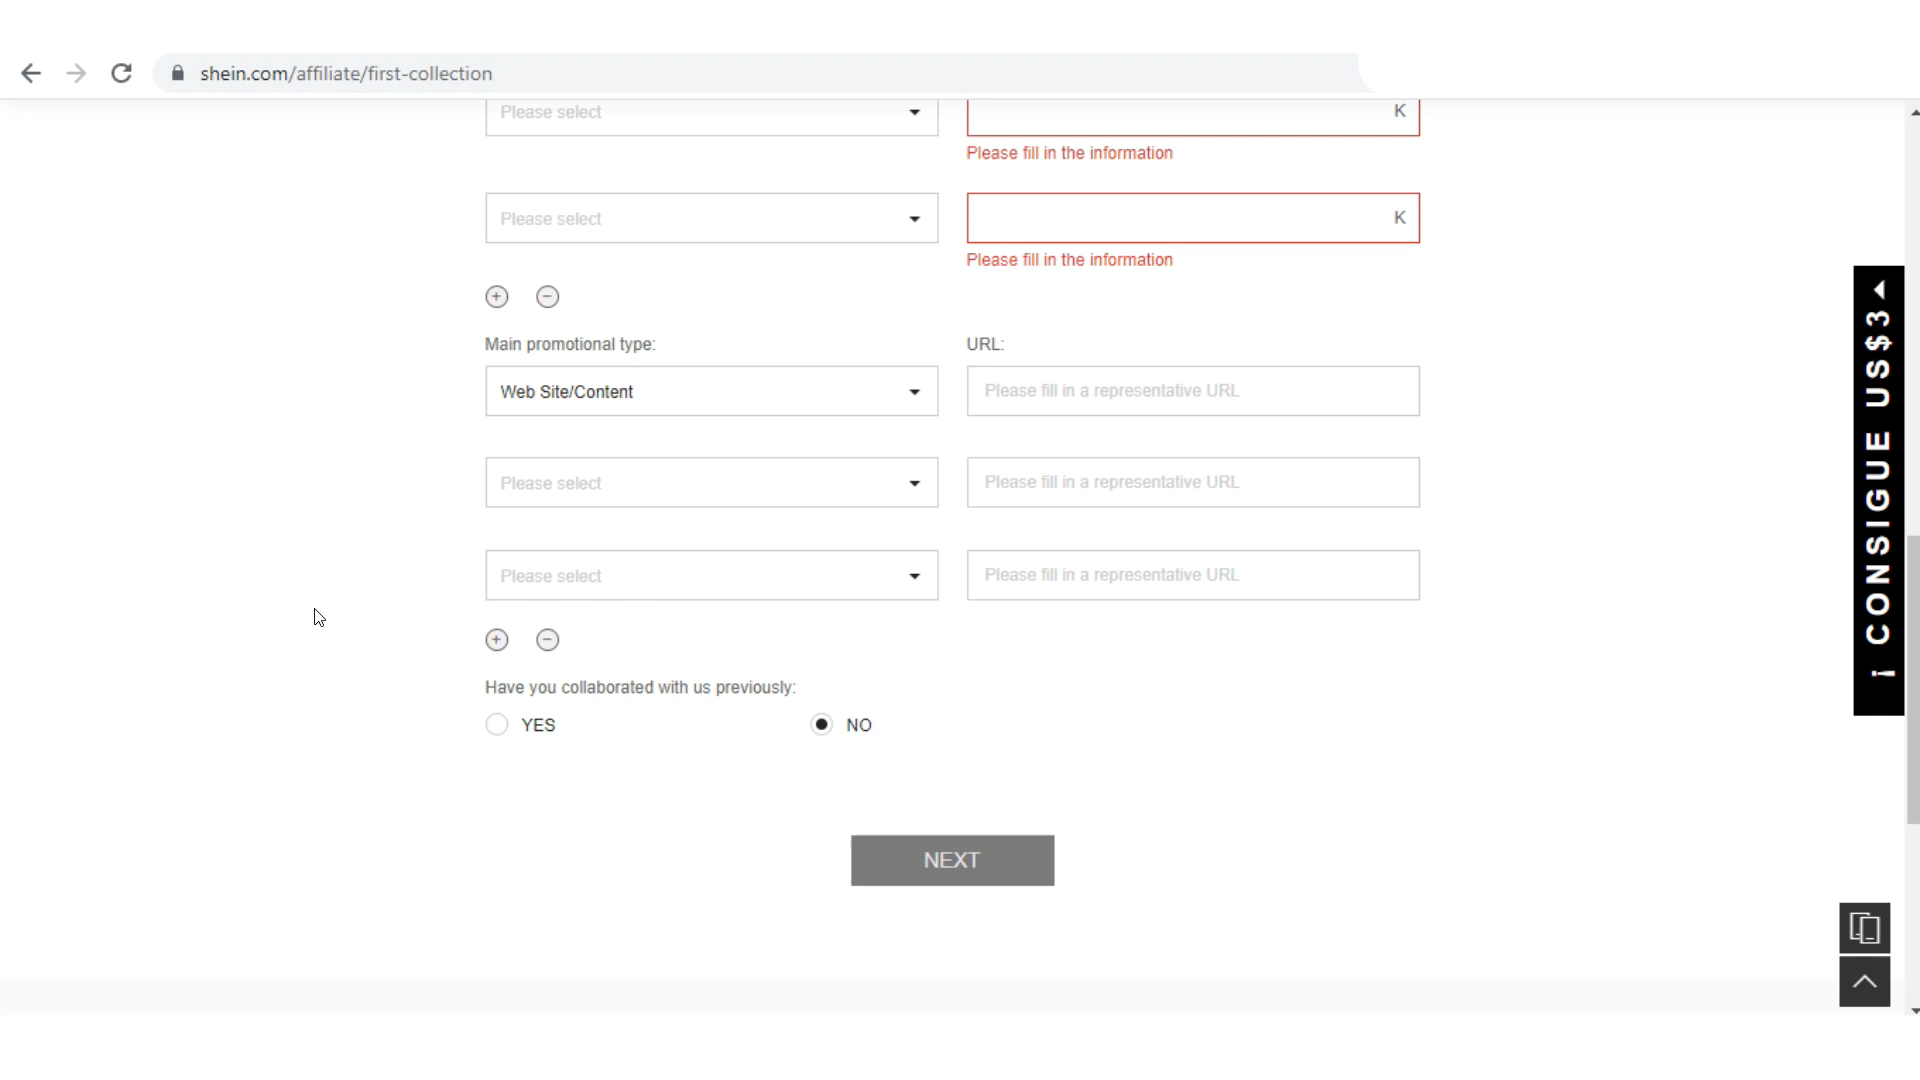 shein.com/affiliate/first-collection
Please select
K
Please fill in the information
Please select
K
Please fill in the information
Main promotional type:
URL:
Web Site/Content
Please fill in a representative URL
Please select
Please fill in a representative URL
Please select
Please fill in a representative URL
Have you collaborated with us previously:
YES
NO
NEXT
¡ CONSIGUE US$3